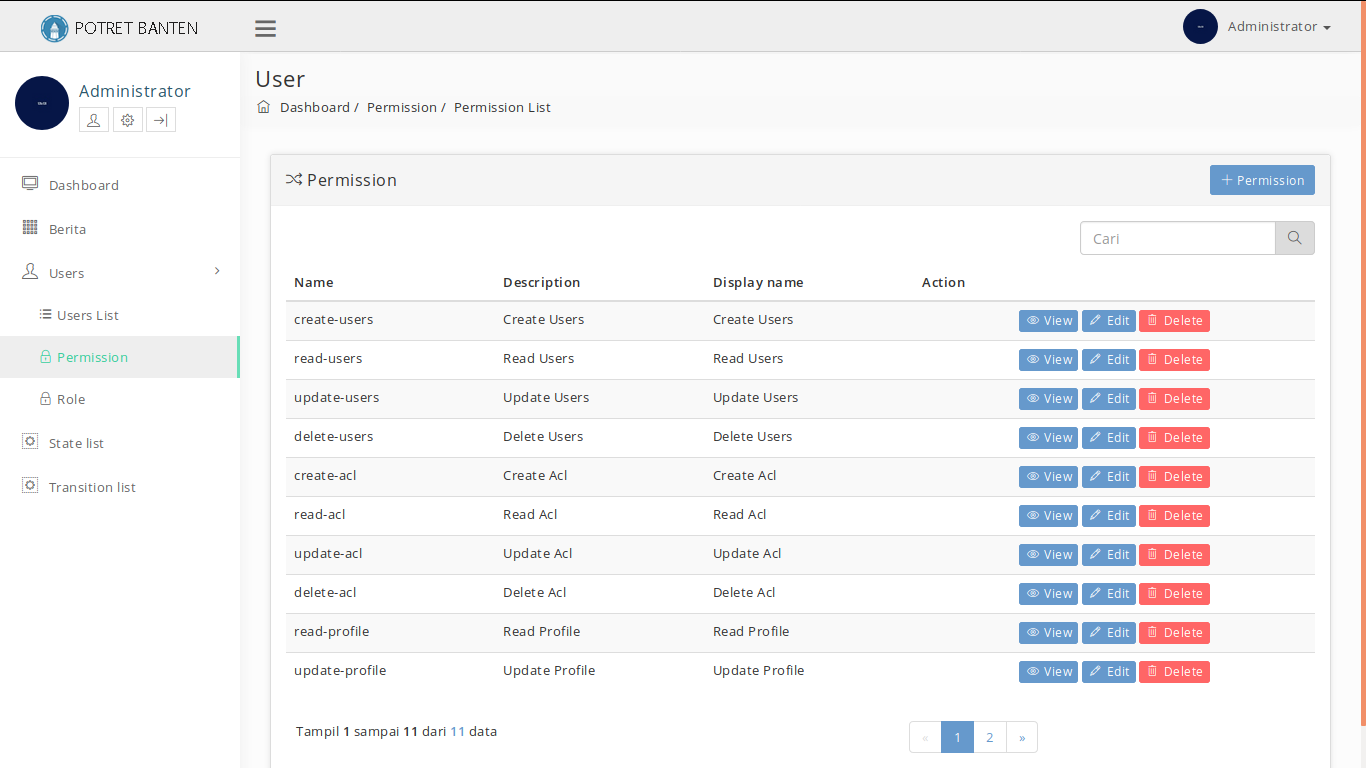 POTRET BANTEN
Administrator
Administrator
Dashboard
Berita
Users
Users List
Permission
Role
State list
Transition list
User
Dashboard / Permission / Permission List
Permission
Permission
Cari
Name Description Display name Action
create-users Create Users Create Users View Edit Delete
read-users Read Users Read Users View Edit Delete
update-users Update Users Update Users View Edit Delete
delete-users Delete Users Delete Users View Edit Delete
create-acl Create Acl Create Acl View Edit Delete
read-acl Read Acl Read Acl View Edit Delete
update-acl Update Acl Update Acl View Edit Delete
delete-acl Delete Acl Delete Acl View Edit Delete
read-profile Read Profile Read Profile View Edit Delete
update-profile Update Profile Update Profile View Edit Delete
Tampil 1 sampai 11 dari 11 data
« 1 2 »